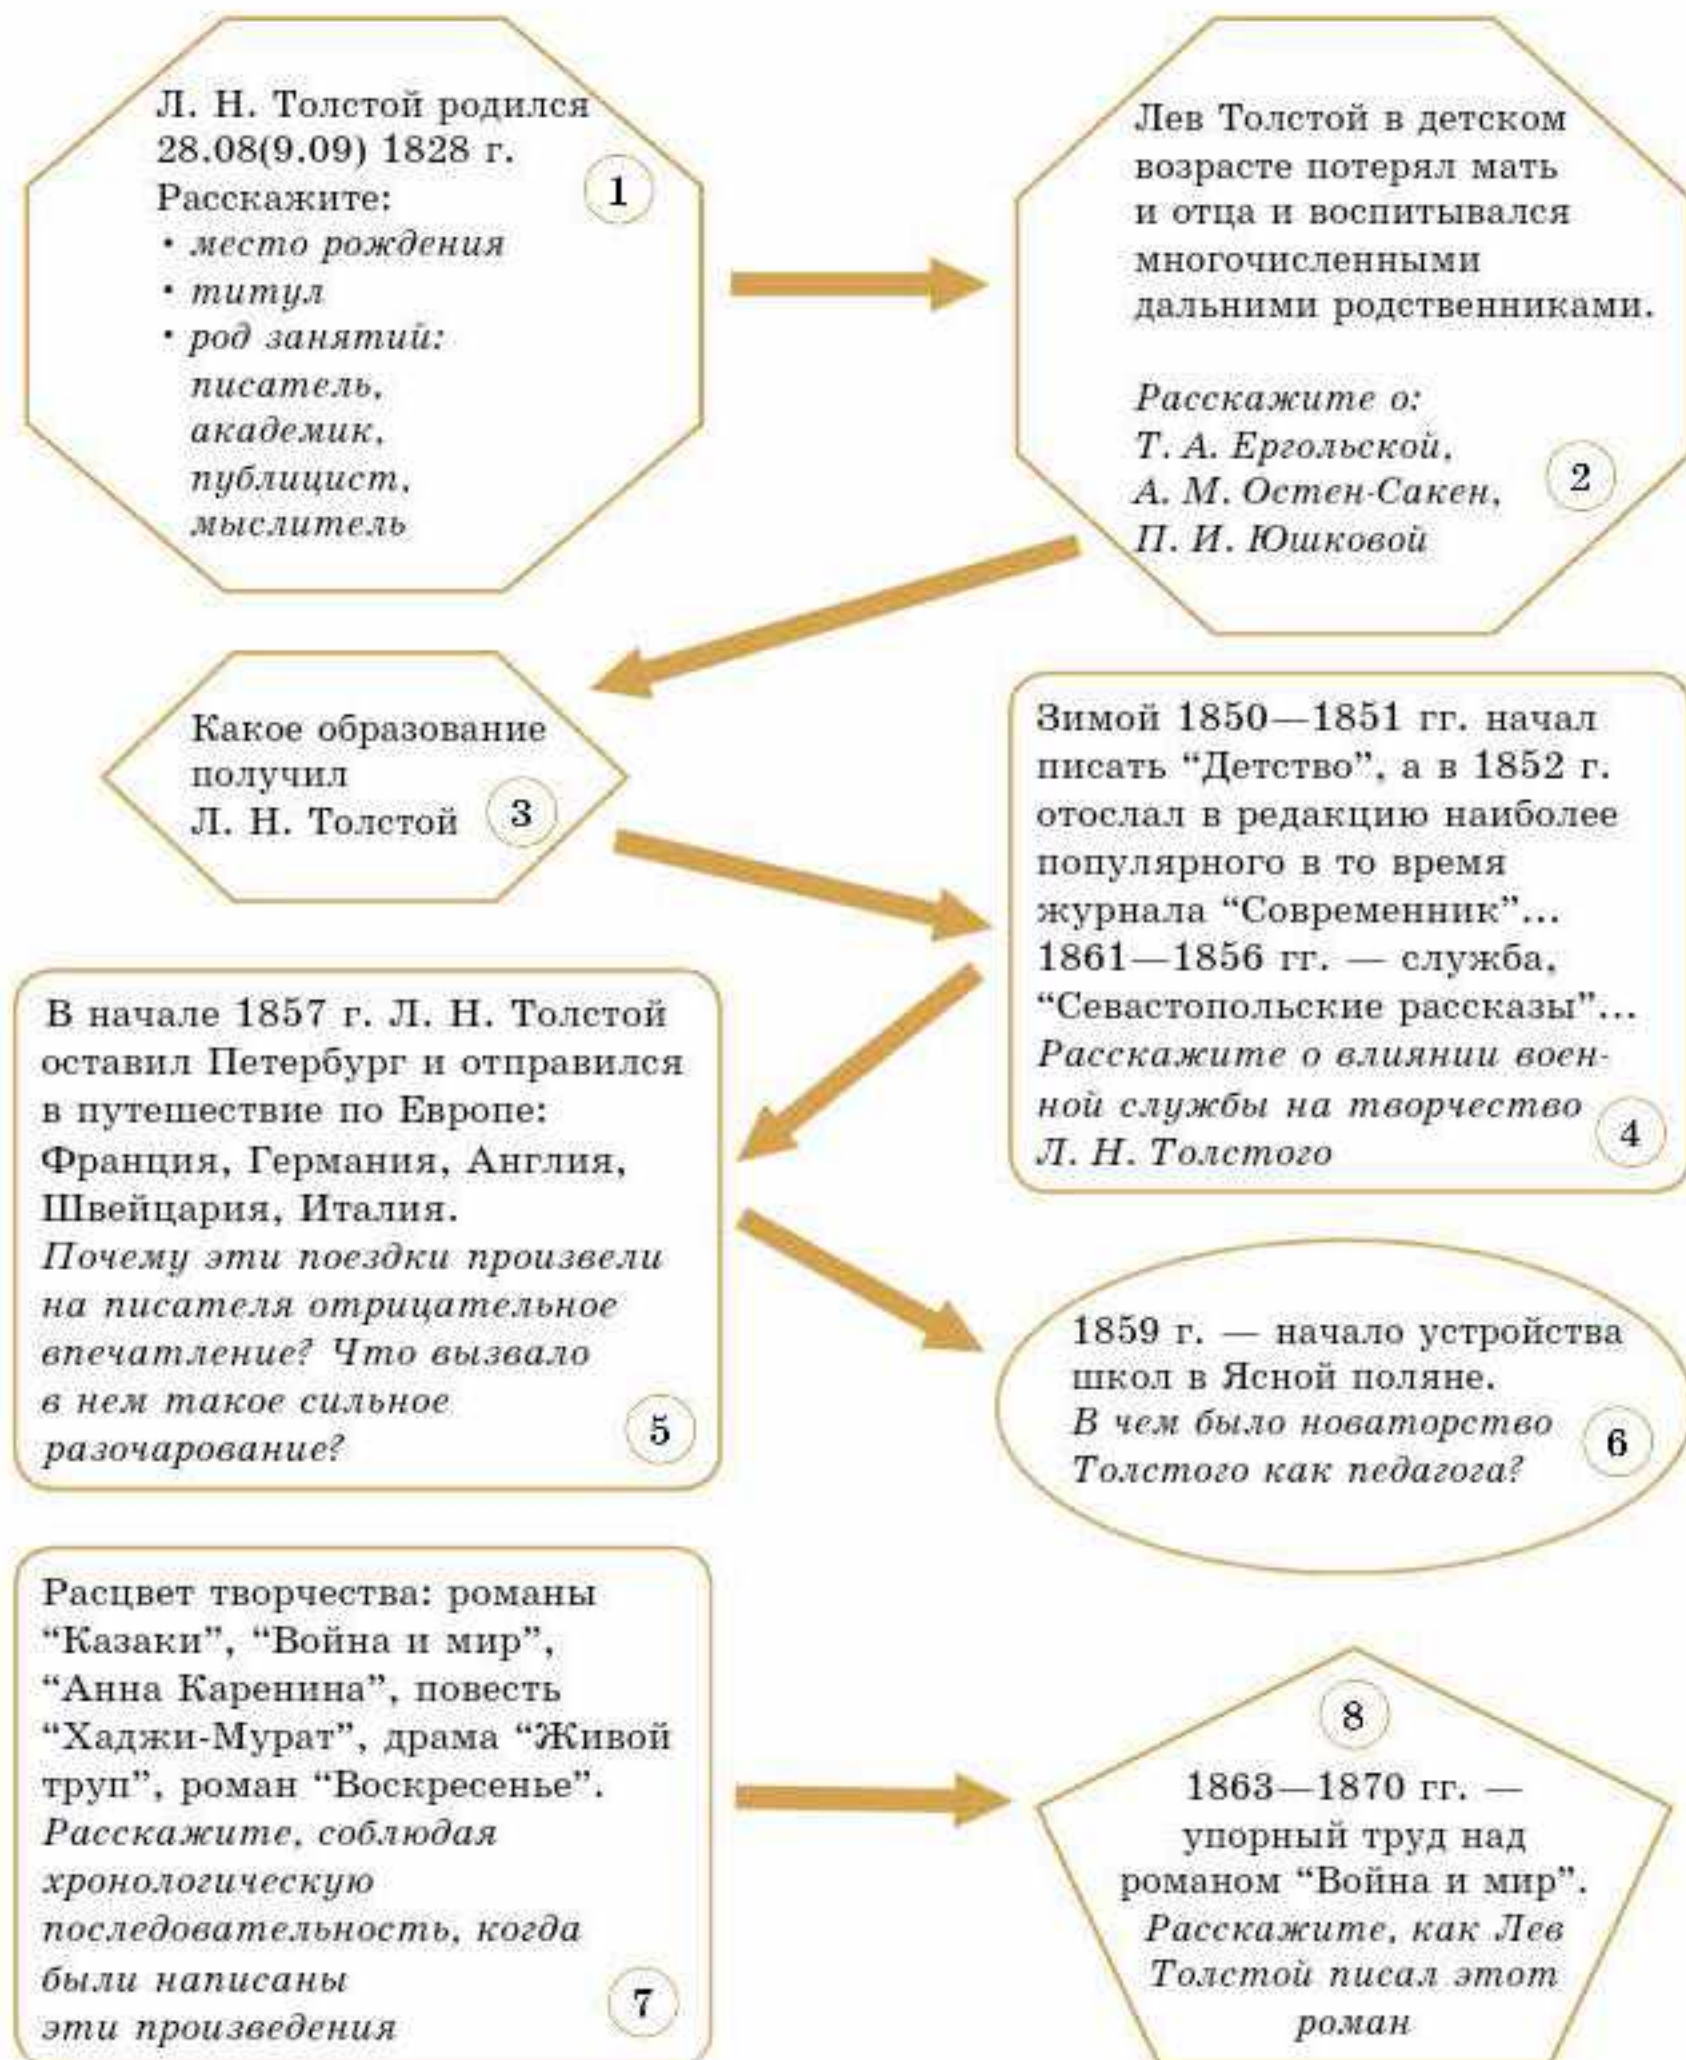 Л. Н. Толстой родился
28.08(9.09) 1828 г.
Расскажите:
• место рождения
• титул
• род занятий:
писатель,
академик,
публицист,
мыслитель
1
Лев Толстой в детском
возрасте потерял мать
и отца и воспитывался
многочисленными
дальними родственниками.
Расскажите о:
Т. А. Ергольской,
А. М. Остен-Сакен,
П. И. Юшковой
2
Какое образование
получил
Л. Н. Толстой
3
Зимой 1850—1851 гг. начал
писать “Детство”, а в 1852 г.
отослал в редакцию наиболее
популярного в то время
журнала “Современник”...
1861—1856 гг. — служба,
“Севастопольские рассказы”...
Расскажите о влиянии воен-
ной службы на творчество
Л. Н. Толстого
4
В начале 1857 г. Л. Н. Толстой
оставил Петербург и отправился
в путешествие по Европе:
Франция, Германия, Англия,
Швейцария, Италия.
Почему эти поездки произвели
на писателя отрицательное
впечатление? Что вызвало
в нем такое сильное
разочарование?
5
1859 г. — начало устройства
школ в Ясной поляне.
В чем было новаторство
Толстого как педагога?
6
Расцвет творчества: романы
“Казаки”, “Война и мир”,
“Анна Каренина”, повесть
“Хаджи-Мурат”, драма “Живой
труп”, роман “Воскресенье”.
Расскажите, соблюдая
хронологическую
последовательность, когда
были написаны
эти произведения
7
8
1863—1870 гг. —
упорный труд над
романом “Война и мир”.
Расскажите, как Лев
Толстой писал этот
роман